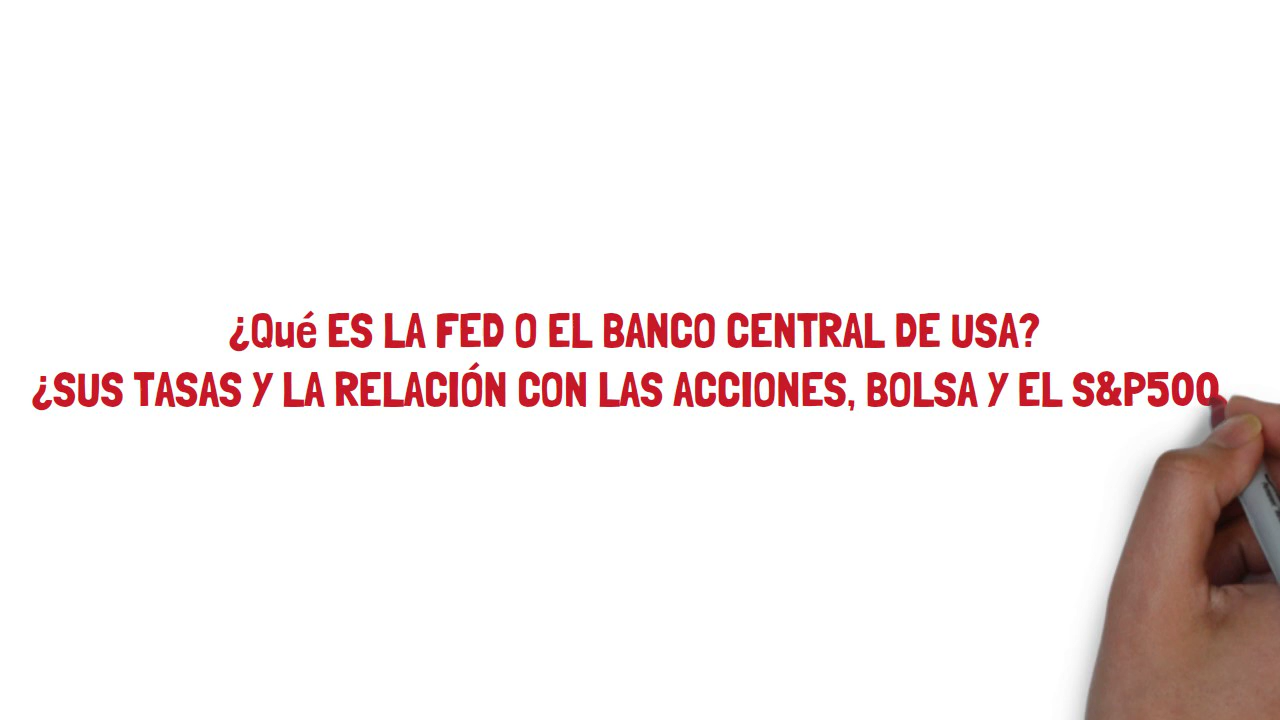 ¿Qué ES LA FED O EL BANCO CENTRAL DE USA?
¿SUS TASAS Y LA RELACIÓN CON LAS ACCIONES, BOLSA Y EL S&P500